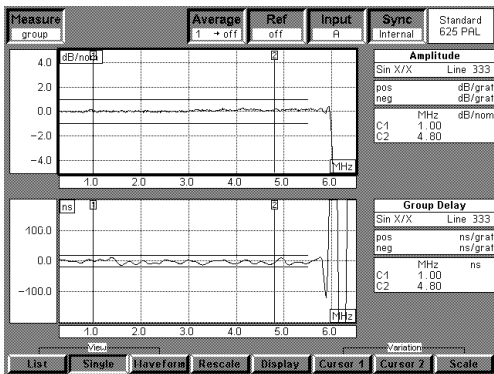 Measure
group
Average
1 → off
Ref
off
Input
A
Sync
Internal
Standard
625 PAL
dB/nom
2
4.0
2.0
0.0
−2.0
−4.0
MHz
1.0 2.0 3.0 4.0 5.0 6.0
Amplitude
Sin X/X Line 333
pos dB/grat
neg dB/grat
MHz dB/nom
C1 1.00
C2 4.80
ns
1
2
100.0
0.0
−100.0
MHz
1.0 2.0 3.0 4.0 5.0 6.0
Group Delay
Sin X/X Line 333
pos ns/grat
neg ns/grat
MHz ns
C1 1.00
C2 4.80
View
Variation
List Single Waveform Rescale Display Cursor 1 Cursor 2 Scale